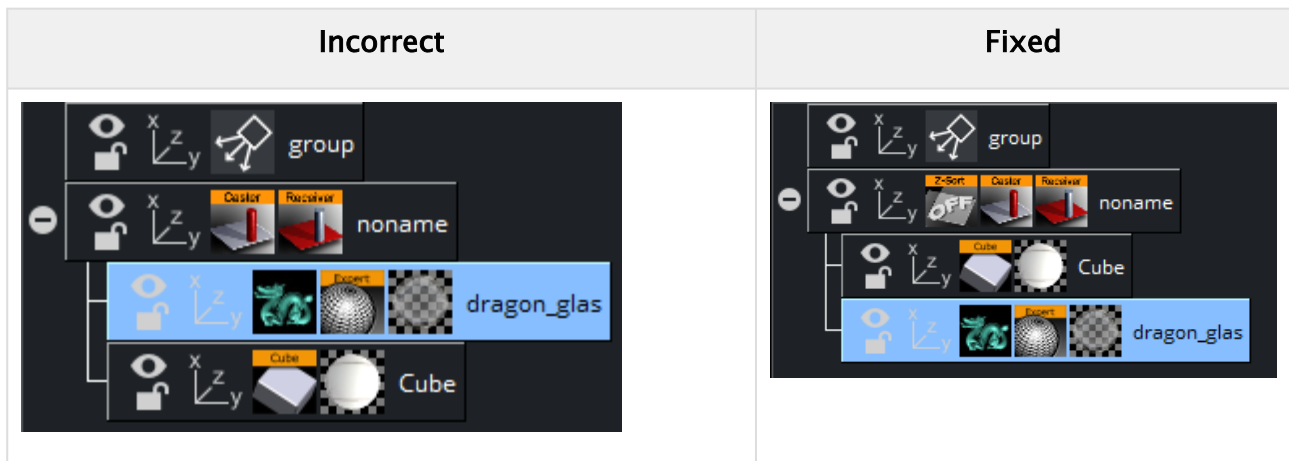 Incorrect
Fixed
x
z
y
group
Caster
Receiver
x
z
y
noname
Expert
x
z
y
dragon_glas
Cube
x
z
y
Cube
x
z
y
group
Z-Sort
Caster
Receiver
x
z
y
OFF
noname
Cube
x
z
y
Cube
Expert
x
z
y
dragon_glas